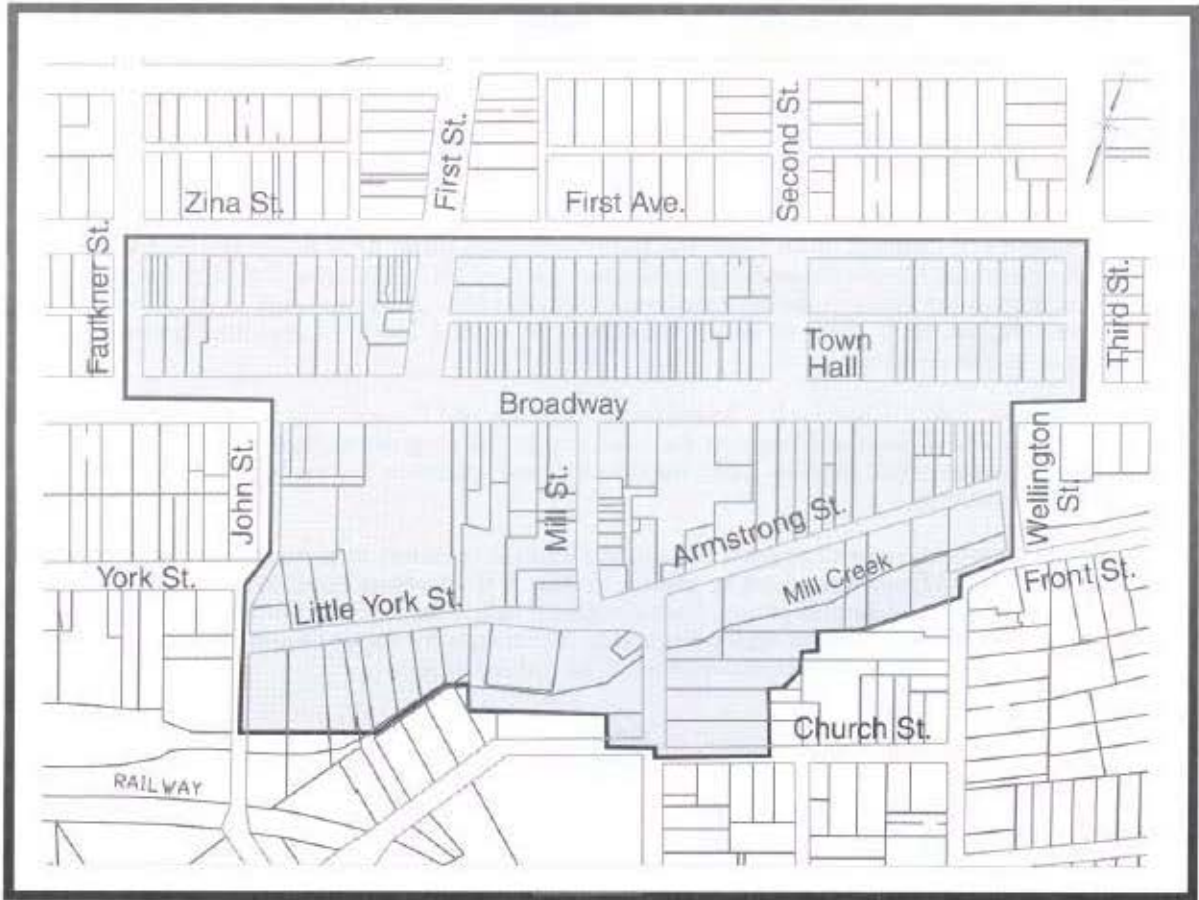 Zina St.
First St.
First Ave.
Second St.
Faulkner St.
Third St.
Town
Hall
Broadway
John St.
Mill St.
Armstrong St.
Wellington
St.
York St.
Little York St.
Mill Creek
Front St.
Church St.
RAILWAY